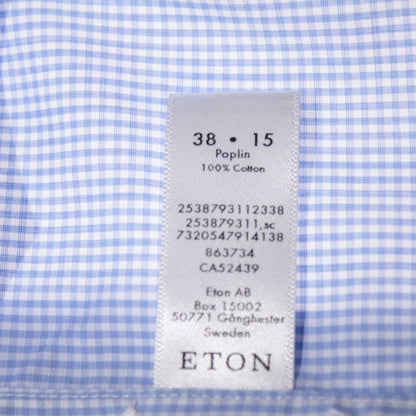 38 • 15
Poplin
100% Cotton
2538793112338
253879311,sc
7320547914138
863734
CA52439
Eton AB
Box 15002
50771 Gånghester
Sweden
ETON